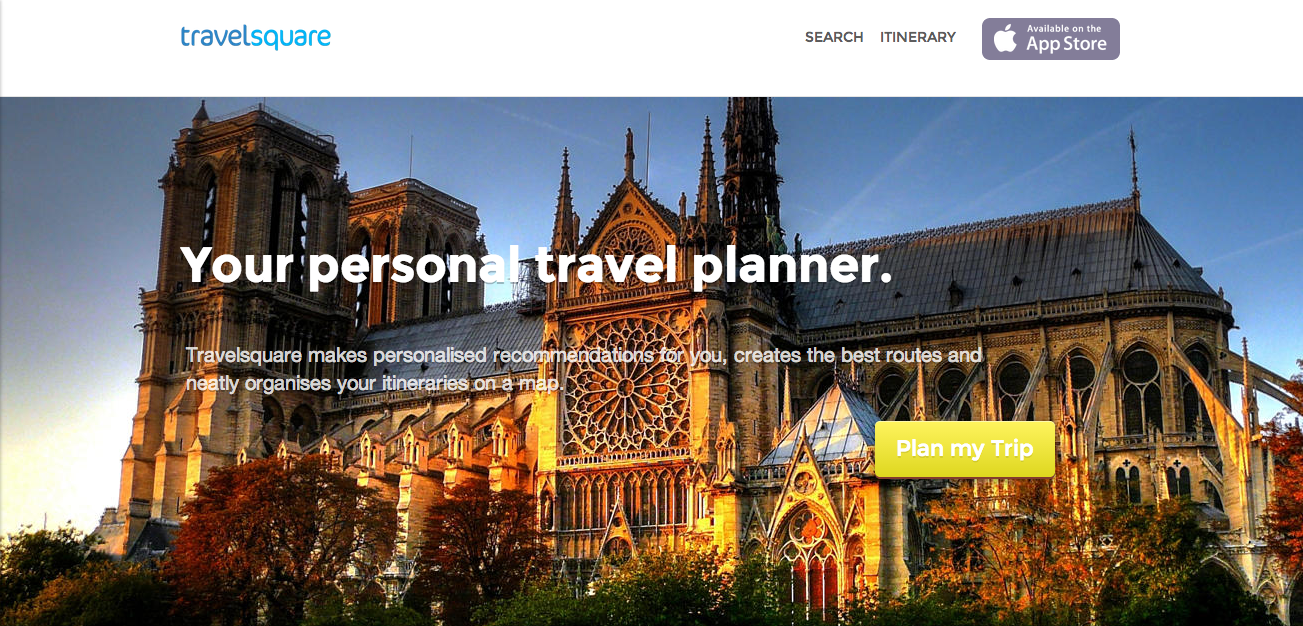 travelsquare
SEARCH
ITINERARY
Available on the
App Store
Your personal travel planner.
Travelsquare makes personalised recommendations for you, creates the best routes and
neatly organises your itineraries on a map.
Plan my Trip